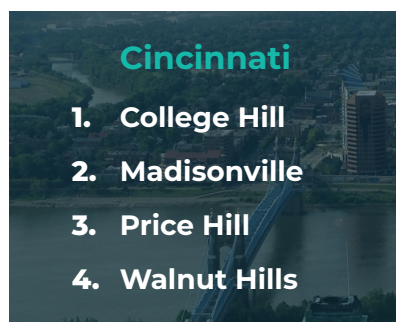 Cincinnati
1. College Hill
2. Madisonville
3. Price Hill
4. Walnut Hills